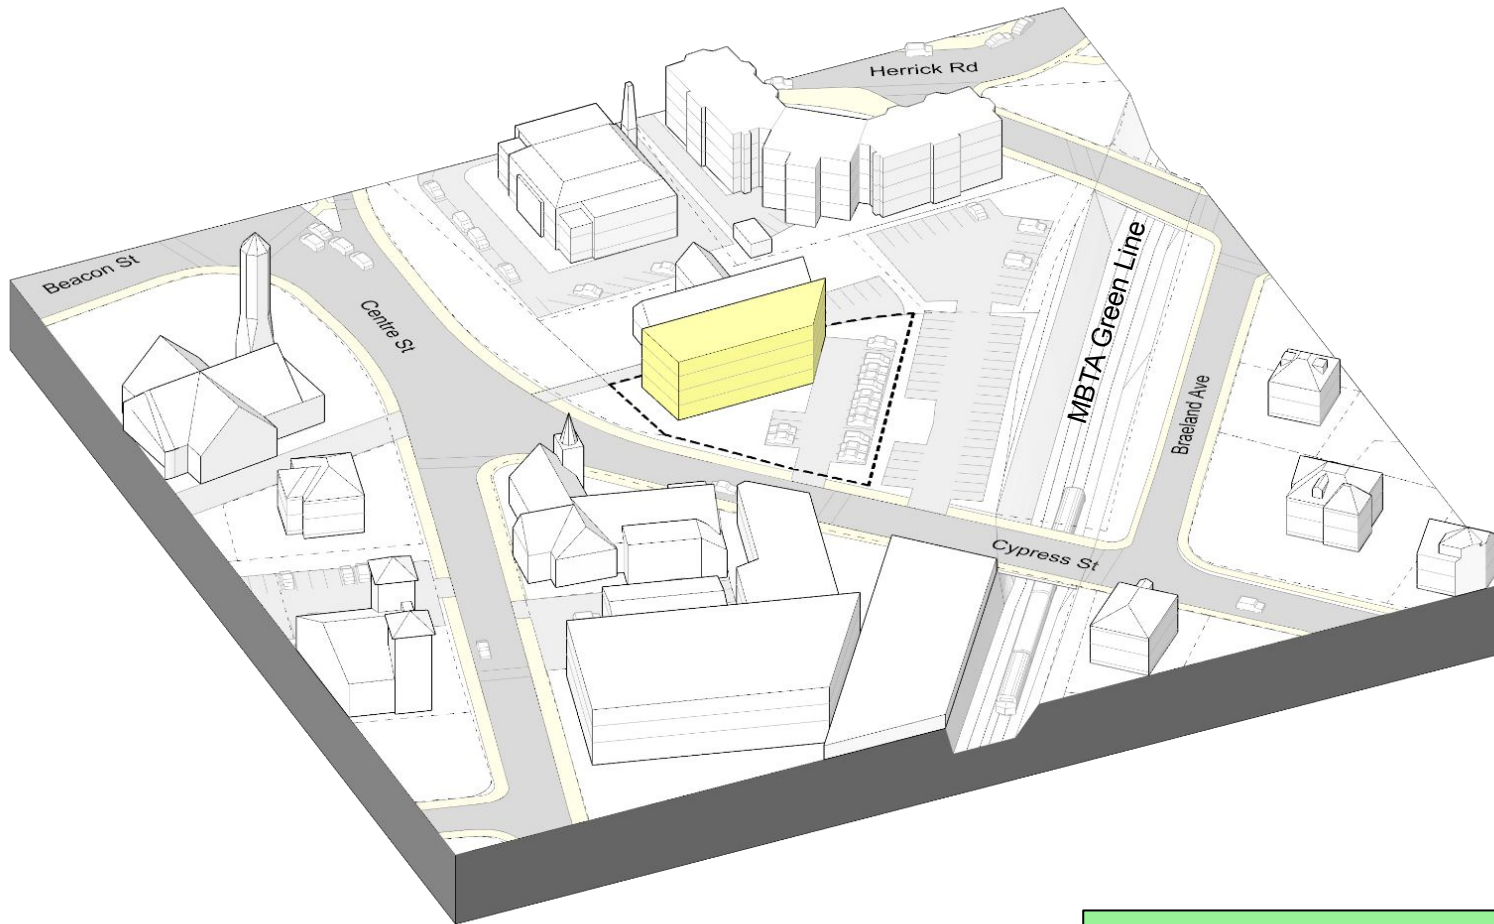 Herrick Rd
Beacon St
Centre St
MBTA Green Line
Braeland Ave
Cypress St